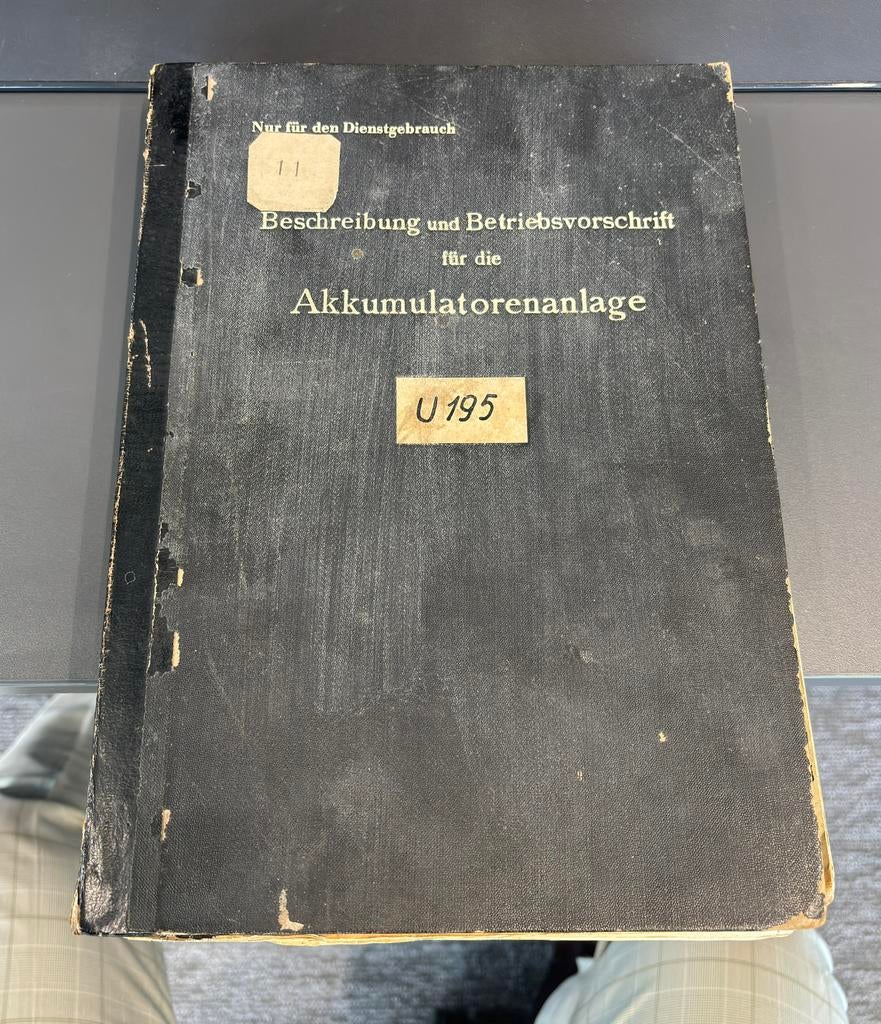 Nur für den Dienstgebrauch
11
Beschreibung und Betriebsvorschrift
für die
Akkumulatorenanlage
U 195